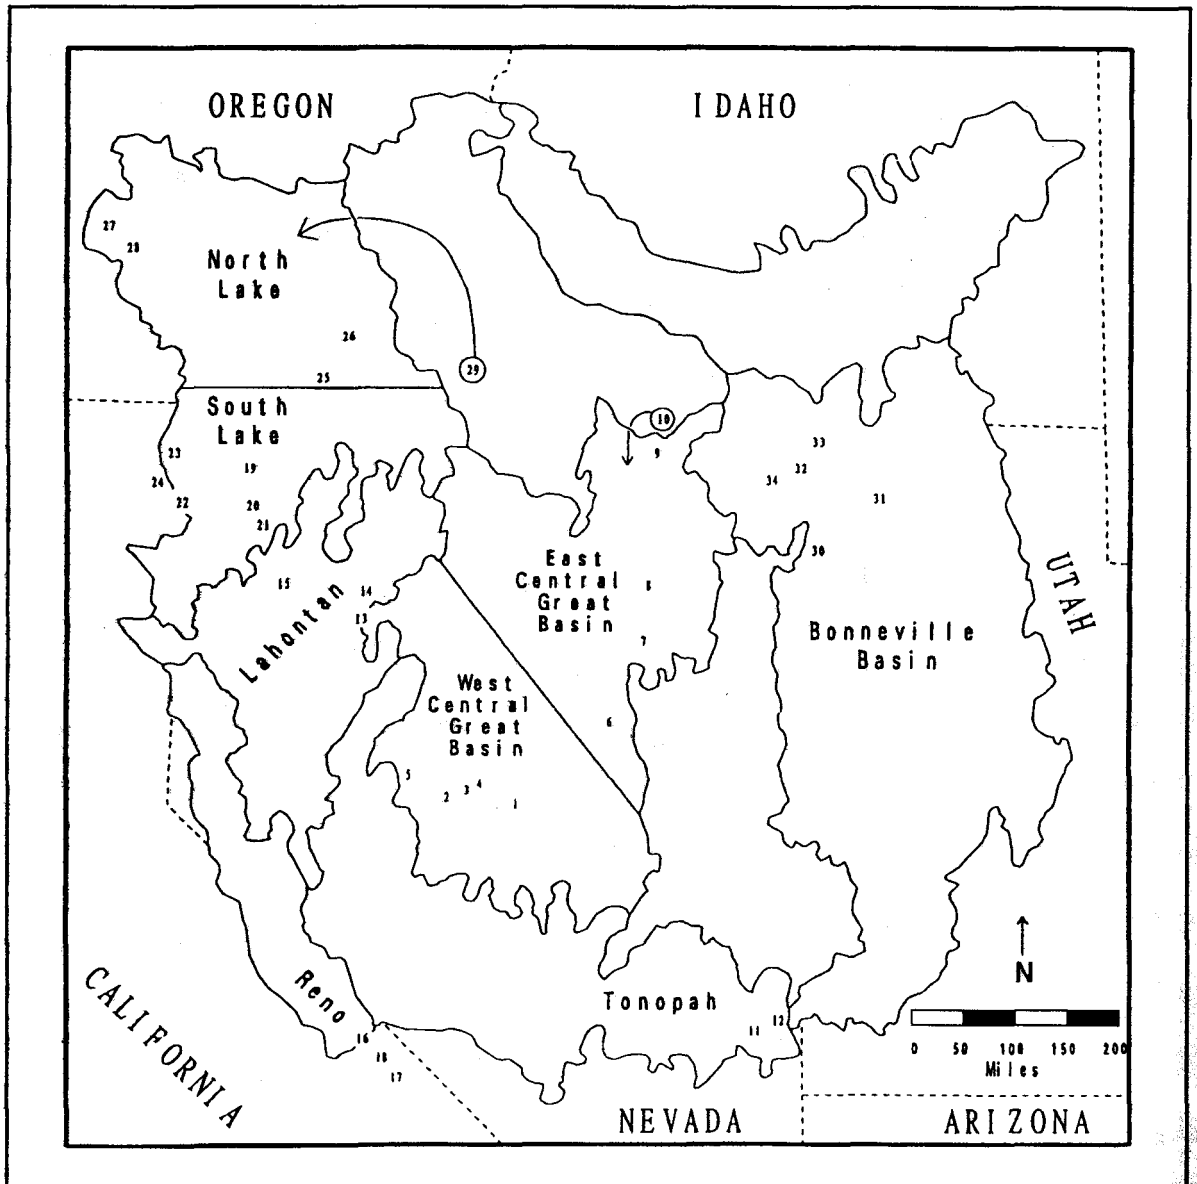 OREGON
IDAHO
27
28
North
Lake
26
25
29
South
Lake
10
9
23
19
24
22
20
21
33
32
34
31
30
15
14
13
Lahontan
East
Central
Great
Basin
8
7
UTAH
Bonneville
Basin
West
Central
Great
Basin
6
5
2
3
4
1
N
Reno
Tonopah
11
12
16
18
17
0 50 100 150 200
Miles
CALIFORNIA
NEVADA
ARIZONA